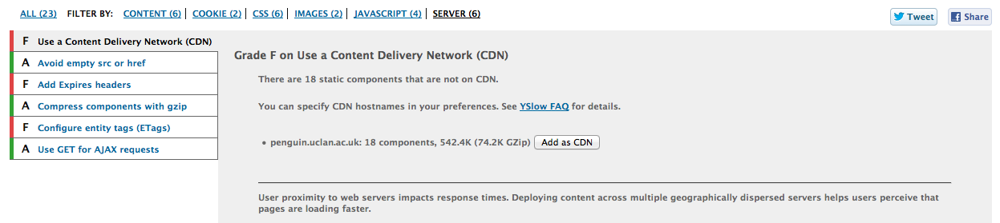 ALL (23) FILTER BY: CONTENT (6) | COOKIE (2) | CSS (6) | IMAGES (2) | JAVASCRIPT (4) | SERVER (6)
Tweet Share
F Use a Content Delivery Network (CDN)
A Avoid empty src or href
F Add Expires headers
A Compress components with gzip
F Configure entity tags (ETags)
A Use GET for AJAX requests
Grade F on Use a Content Delivery Network (CDN)
There are 18 static components that are not on CDN.
You can specify CDN hostnames in your preferences. See YSlow FAQ for details.
• penguin.uclan.ac.uk: 18 components, 542.4K (74.2K GZip) Add as CDN
User proximity to web servers impacts response times. Deploying content across multiple geographically dispersed servers helps users perceive that
pages are loading faster.